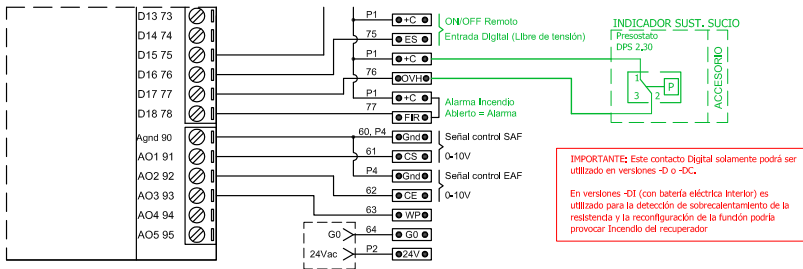 D13 73
D14 74
D15 75
D16 76
D17 77
D18 78
Agnd 90
AO1 91
AO2 92
AO3 93
AO4 94
AO5 95
P1
75
P1
76
P1
77
60, P4
61
P4
62
63
G0 64
24Vac P2
+C
ES
+C
OVH
+C
FIR
Gnd
CS
Gnd
CE
WP
G0
24V
ON/OFF Remoto
Entrada Digital (Libre de tensión)
Alarma Incendio
Abierto = Alarma
Señal control SAF
0-10V
Señal control EAF
0-10V
INDICADOR SUST. SUCIO
Presostato
DPS 2,30
1
3 2
P
ACCESORIO
IMPORTANTE: Este contacto Digital solamente podrá ser
utilizado en versiones -D o -DC.
En versiones -DI (con batería eléctrica interior) es
utilizado para la detección de sobrecalentamiento de la
resistencia y la reconfiguración de la función podría
provocar Incendio del recuperador